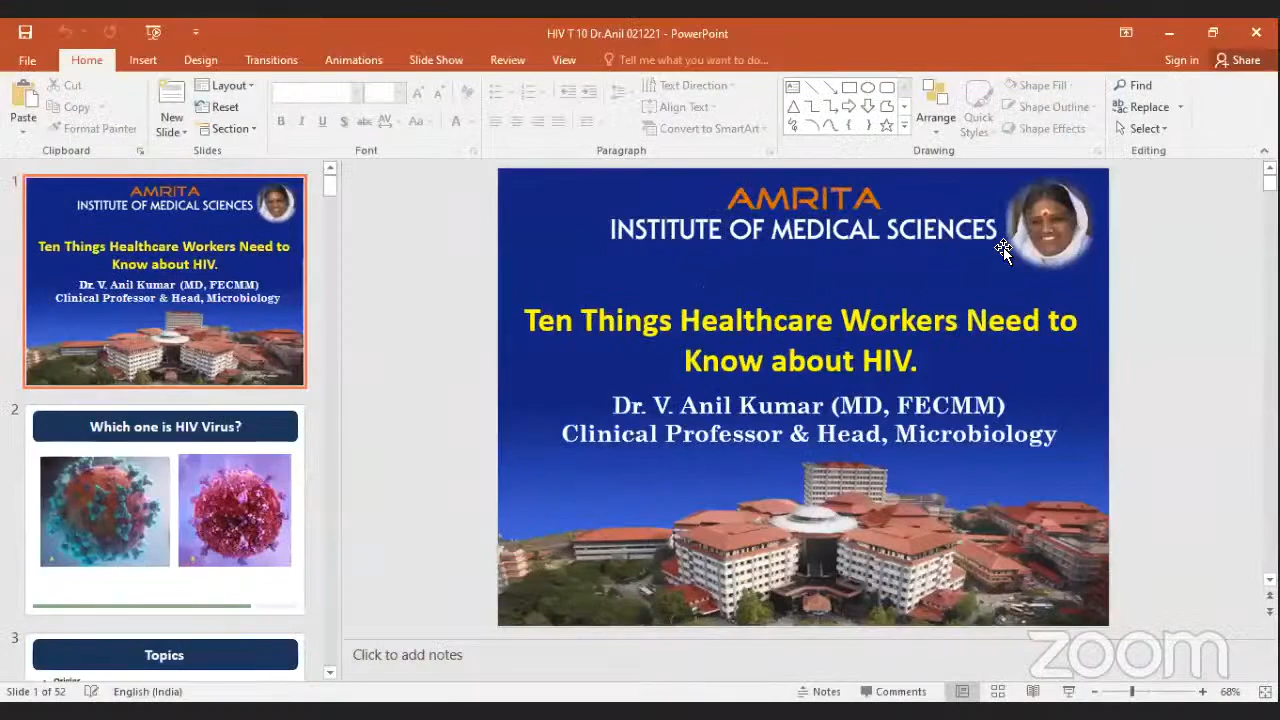 HIV T 10 Dr.Anil 021221 - PowerPoint
File Home Insert Design Transitions Animations Slide Show Review View Tell me what you want to do... Sign in Share
Paste
Cut
Copy
Format Painter
Clipboard
New Slide
Layout
Reset
Section
Slides
B I U S abc AV Aa A
Font
Text Direction
Align Text
Convert to SmartArt
Paragraph
Arrange
Quick Styles
Shape Fill
Shape Outline
Shape Effects
Drawing
Find
Replace
Select
Editing
1
AMRITA
INSTITUTE OF MEDICAL SCIENCES
Ten Things Healthcare Workers Need to
Know about HIV.
Dr. V. Anil Kumar (MD, FECMM)
Clinical Professor & Head, Microbiology
2
Which one is HIV Virus?
3
Topics
AMRITA
INSTITUTE OF MEDICAL SCIENCES
Ten Things Healthcare Workers Need to
Know about HIV.
Dr. V. Anil Kumar (MD, FECMM)
Clinical Professor & Head, Microbiology
zoom
Click to add notes
Slide 1 of 52 English (India) Notes Comments 68%